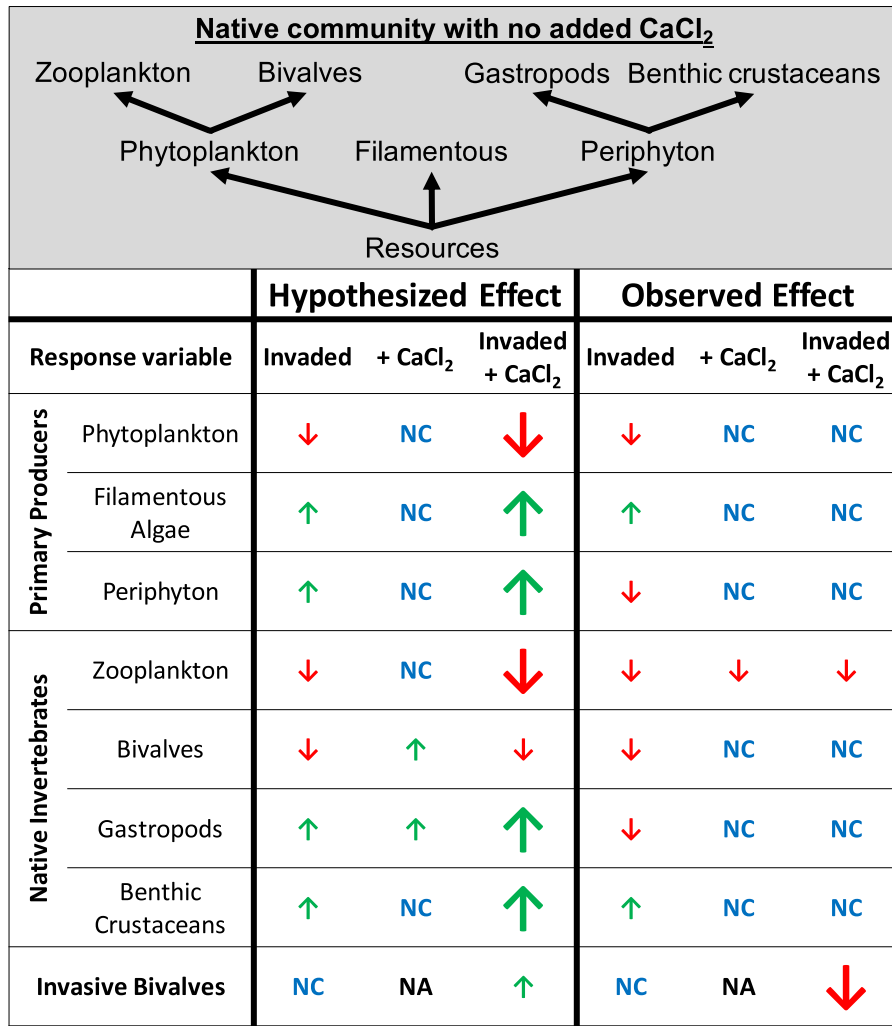 Native community with no added CaCl₂
Zooplankton Bivalves Gastropods Benthic crustaceans
Phytoplankton Filamentous Periphyton
Resources
Hypothesized Effect Observed Effect
Response variable Invaded + CaCl₂ Invaded + CaCl₂ Invaded + CaCl₂ Invaded + CaCl₂
Primary Producers
Phytoplankton ↓ NC ↓ ↓ NC NC
Filamentous Algae ↑ NC ↑ ↑ NC NC
Periphyton ↑ NC ↑ ↓ NC NC
Native Invertebrates
Zooplankton ↓ NC ↓ ↓ ↓ ↓
Bivalves ↓ ↑ ↓ ↓ NC NC
Gastropods ↑ ↑ ↑ ↓ NC NC
Benthic Crustaceans ↑ NC ↑ ↑ NC NC
Invasive Bivalves NC NA ↑ NC NA ↓